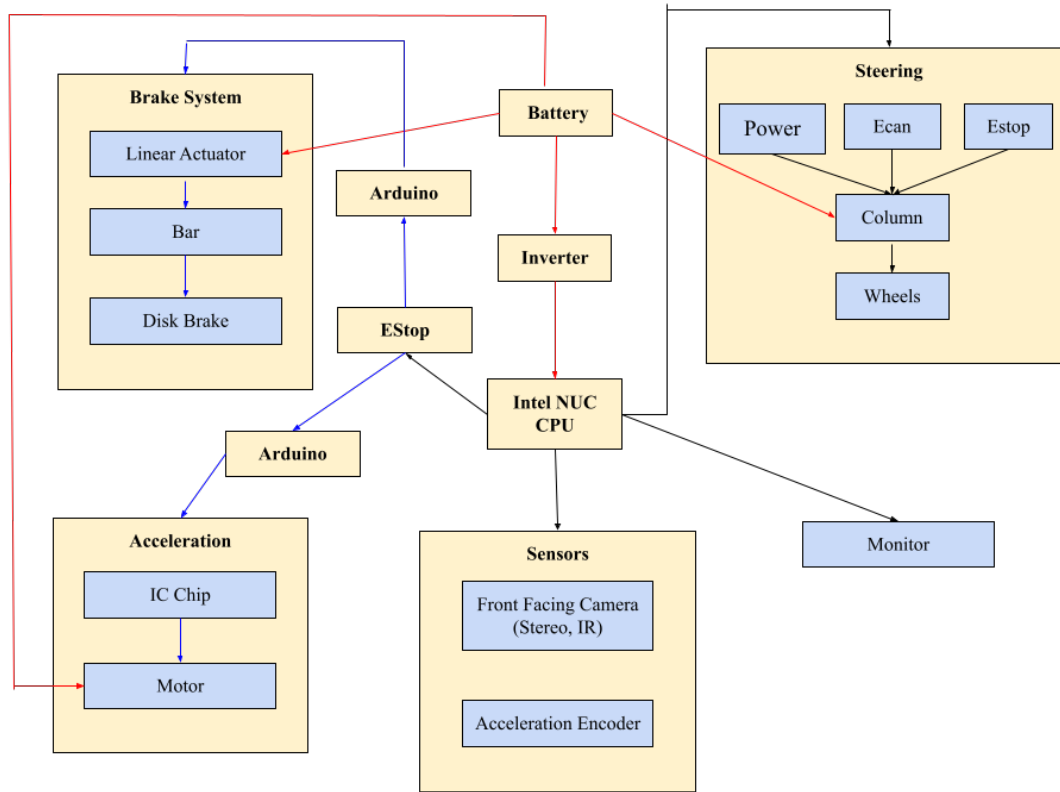 Brake System
Linear Actuator
Bar
Disk Brake
Battery
Arduino
Inverter
EStop
Intel NUC
CPU
Arduino
Steering
Power
Ecan
Estop
Column
Wheels
Acceleration
IC Chip
Motor
Sensors
Front Facing Camera
(Stereo, IR)
Acceleration Encoder
Monitor